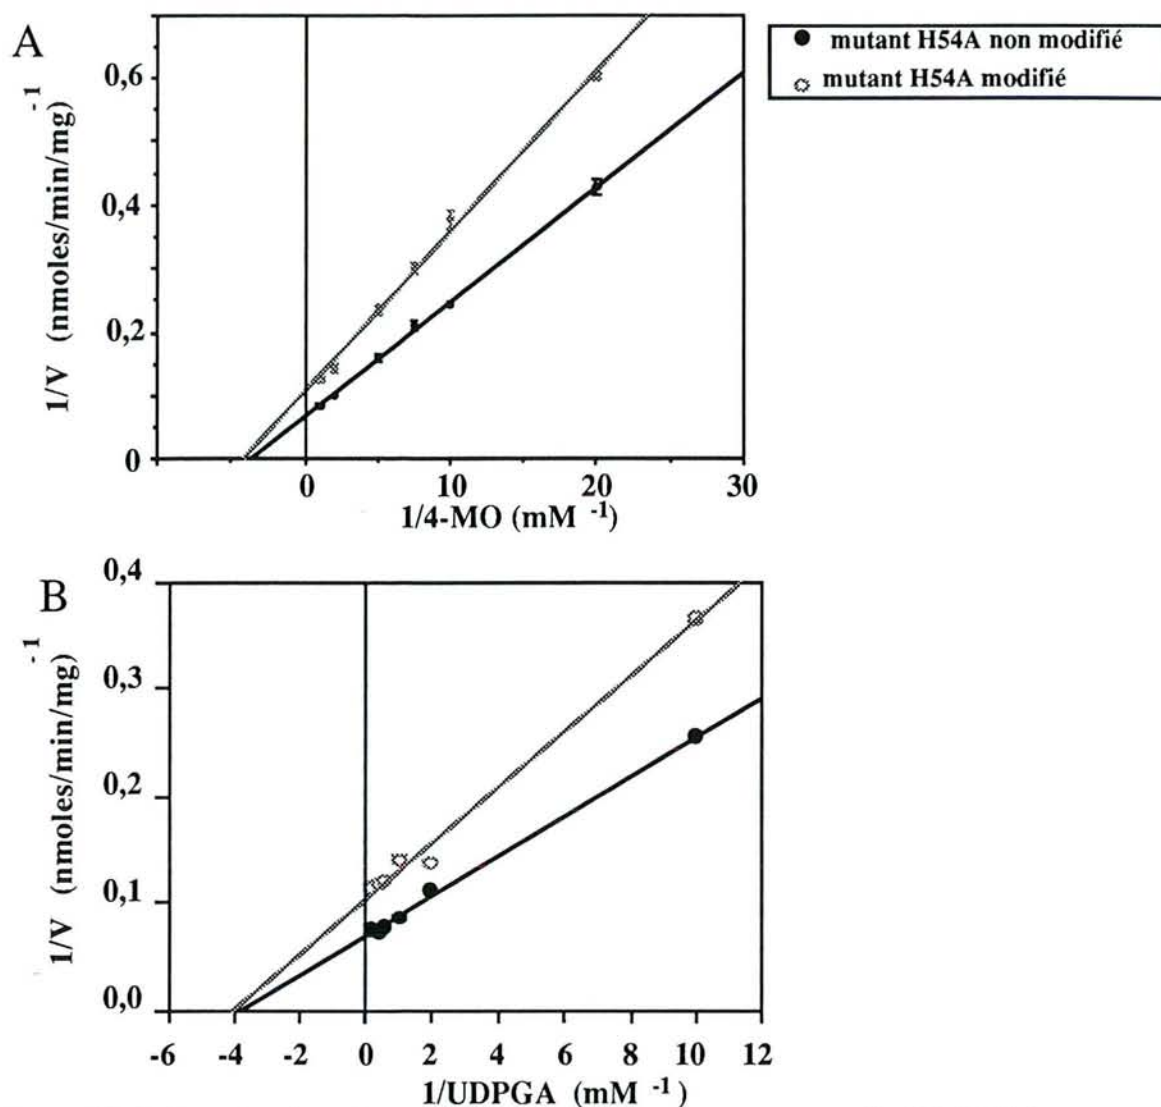 A
mutant H54A non modifié
mutant H54A modifié
1/V (nmoles/min/mg) -1
0,6
0,4
0,2
0
0 10 20 30
1/4-MO (mM -1)
B
1/V (nmoles/min/mg) -1
0,4
0,3
0,2
0,1
0,0
-6 -4 -2 0 2 4 6 8 10 12
1/UDPGA (mM -1)